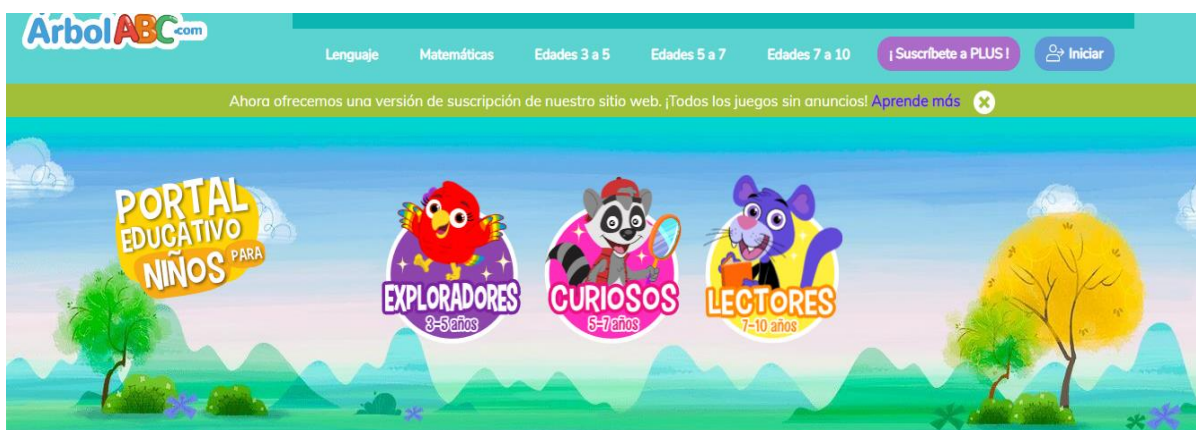 ÁrbolABC.com
Lenguaje Matemáticas Edades 3 a 5 Edades 5 a 7 Edades 7 a 10 ¡ Suscríbete a PLUS ! Iniciar
Ahora ofrecemos una versión de suscripción de nuestro sitio web. ¡Todos los juegos sin anuncios! Aprende más
PORTAL
EDUCATIVO
PARA
NIÑOS
EXPLORADORES
3-5 años
CURIOSOS
5-7 años
LECTORES
7-10 años